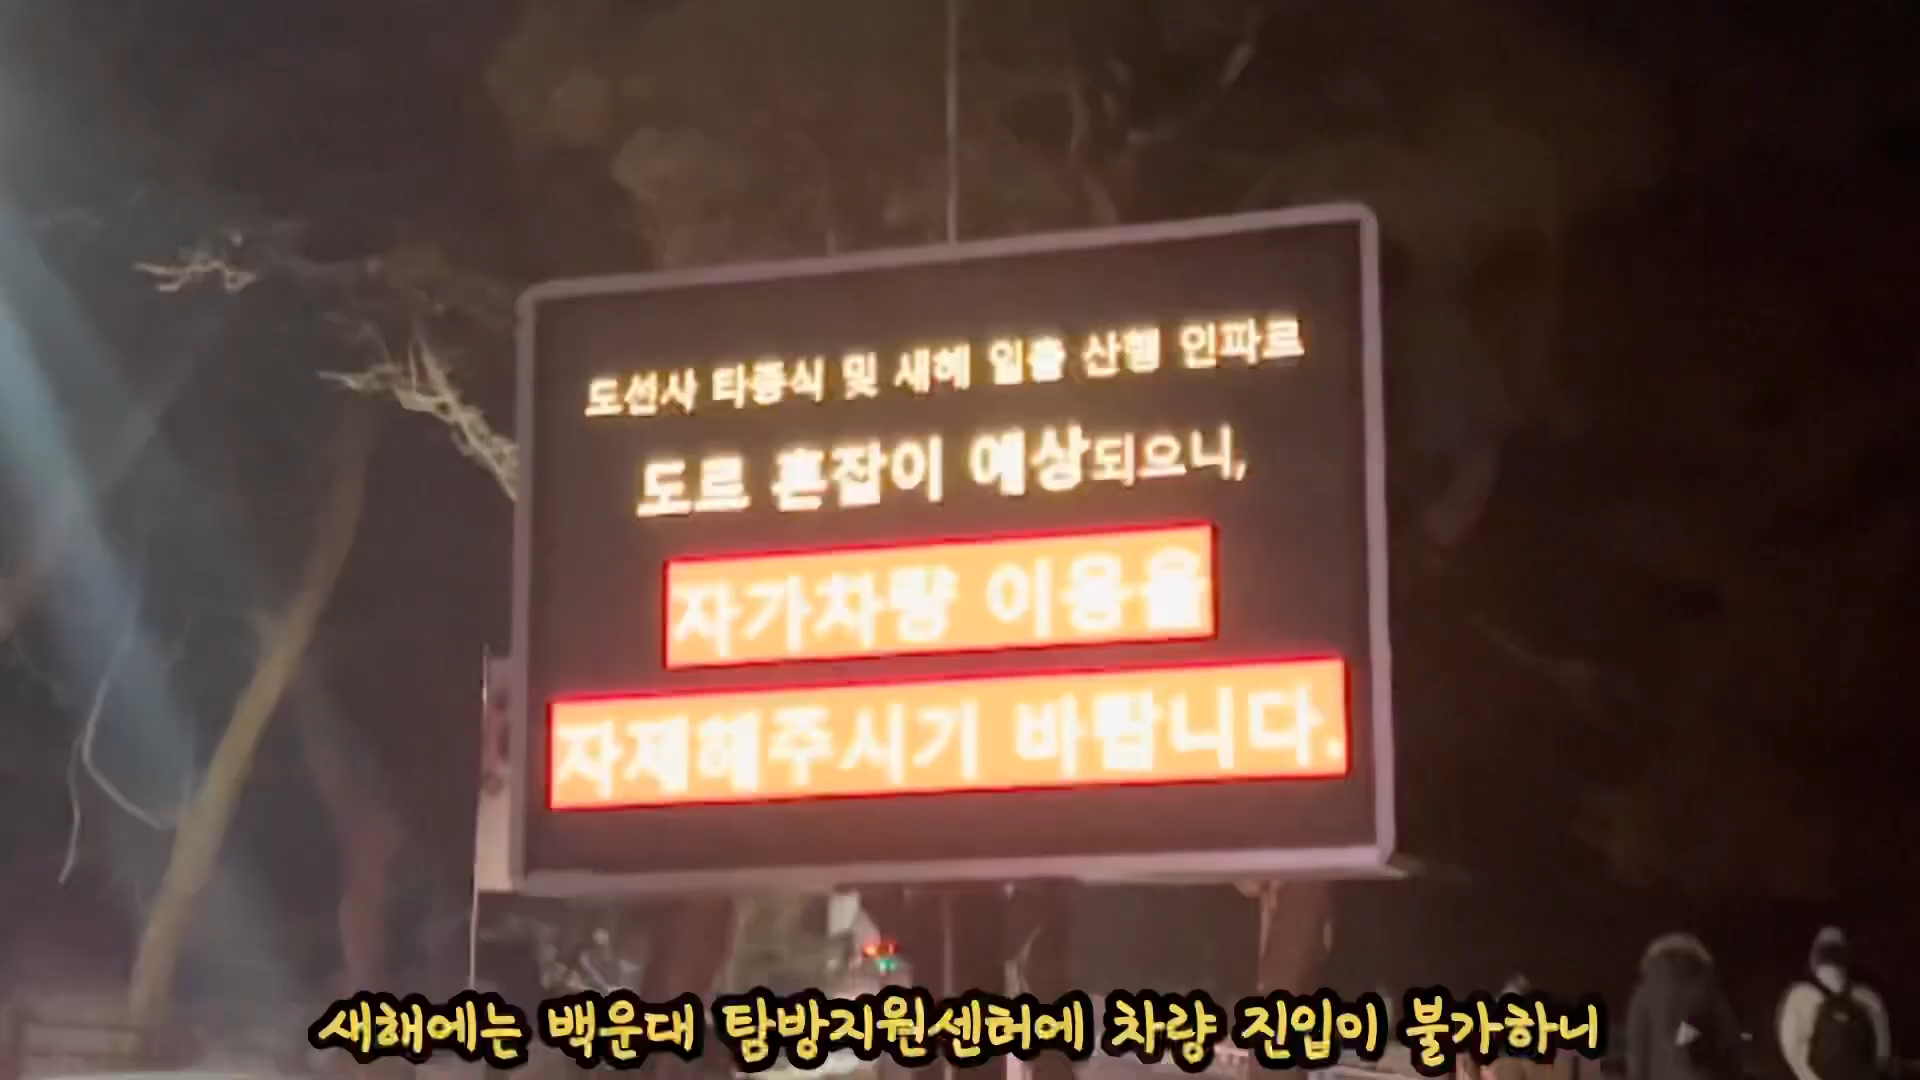 도선사 타종식 및 새해 일출 산행 인파로
도로 혼잡이 예상되으니,
자가차량 이용을
자제해주시기 바랍니다.
새해에는 백운대 탐방지원센터에 차량 진입이 불가하니